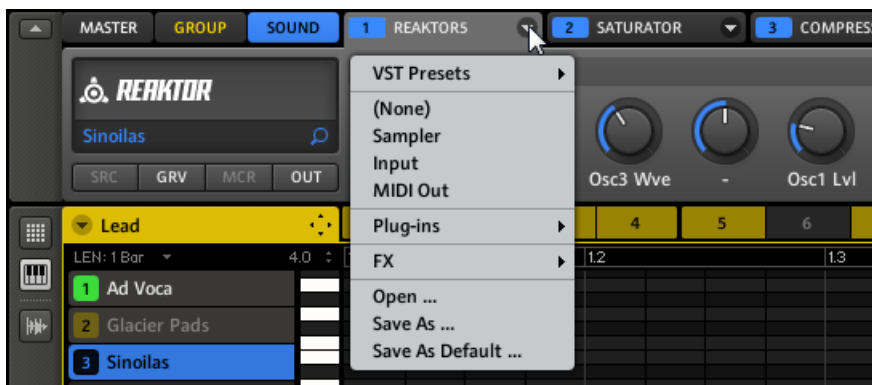 MASTER GROUP SOUND 1 REAKTOR5 2 SATURATOR 3 COMPRES
REAKTOR
Sinoilas
SRC GRV MCR OUT
VST Presets
(None)
Sampler
Input
MIDI Out
Plug-ins
FX
Open ...
Save As ...
Save As Default ...
Osc3 Wve - Osc1 Lvl
Lead 4 5 6
LEN: 1 Bar 4.0 1.2 1.3
1 Ad Voca
2 Glacier Pads
3 Sinoilas